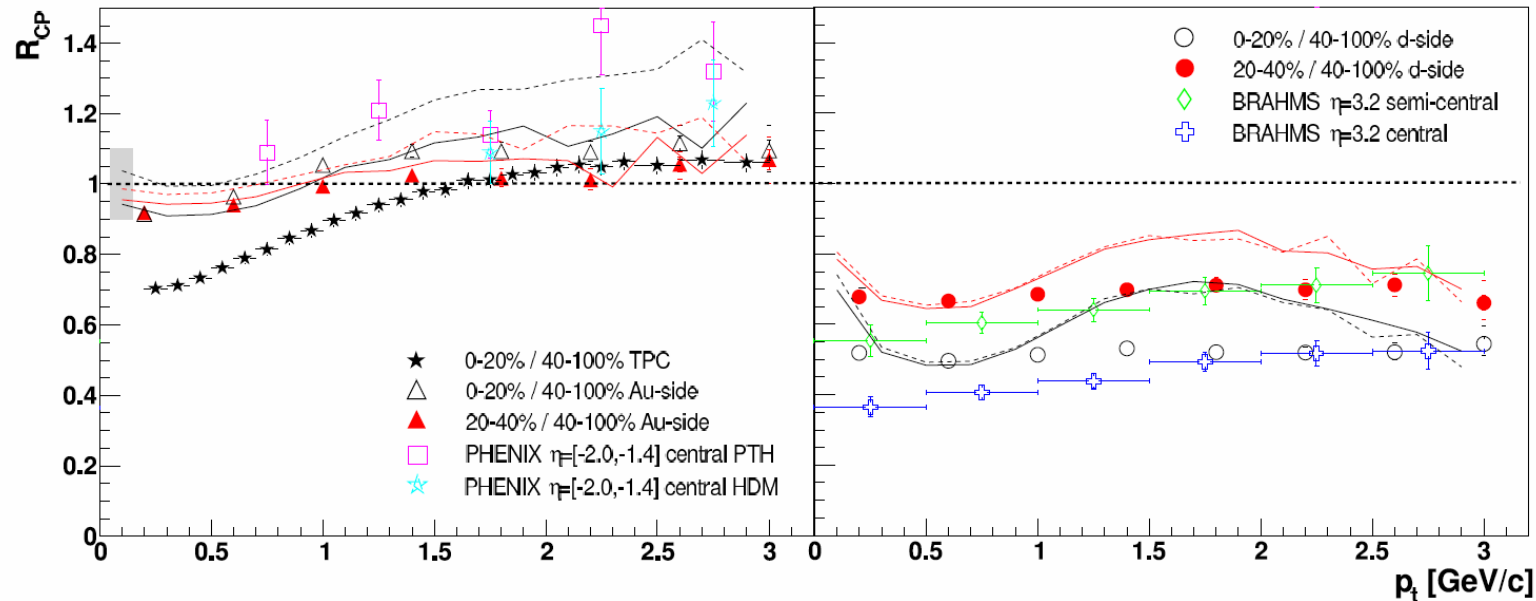 R_CP
1.4
1.2
1
0.8
0.6
0.4
0.2
0
★ 0-20% / 40-100% TPC
△ 0-20% / 40-100% Au-side
▲ 20-40% / 40-100% Au-side
□ PHENIX η=[-2.0,-1.4] central PTH
☆ PHENIX η=[-2.0,-1.4] central HDM
0 0.5 1 1.5 2 2.5 3
○ 0-20% / 40-100% d-side
● 20-40% / 40-100% d-side
◇ BRAHMS η=3.2 semi-central
✚ BRAHMS η=3.2 central
0 0.5 1 1.5 2 2.5 3
p_t [GeV/c]